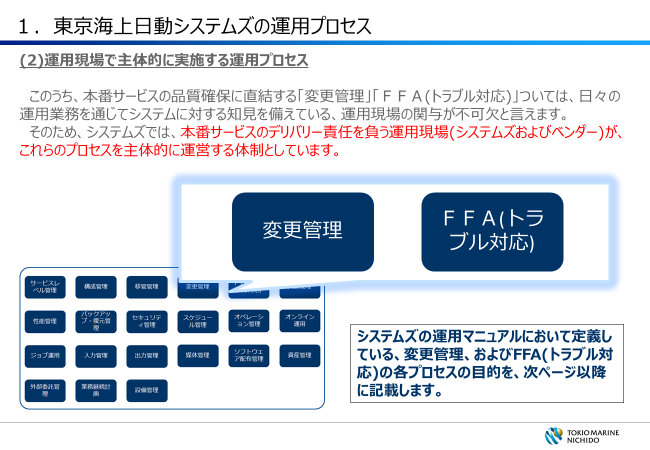 １．東京海上日動システムズの運用プロセス
(2)運用現場で主体的に実施する運用プロセス
このうち、本番サービスの品質確保に直結する「変更管理」「ＦＦＡ(トラブル対応)」ついては、日々の
運用業務を通じてシステムに対する知見を備えている、運用現場の関与が不可欠と言えます。
そのため、システムズでは、本番サービスのデリバリー責任を負う運用現場(システムズおよびベンダー)が、
これらのプロセスを主体的に運営する体制としています。
変更管理
ＦＦＡ(トラ
ブル対応)
サービスレ
ベル管理
構成管理
移管管理
変更管理
性能管理
バックアッ
プ・復元管
理
セキュリテ
ィ管理
スケジュー
ル管理
オペレーシ
ョン管理
オンライン
運用
ジョブ運用
入力管理
出力管理
媒体管理
ソフトウェ
ア配布管理
資産管理
外部委託管
理
業務継続計
画
設備管理
システムズの運用マニュアルにおいて定義し
ている、変更管理、およびFFA(トラブル対
応)の各プロセスの目的を、次ページ以降
に記載します。
TOKIO MARINE
NICHIDO